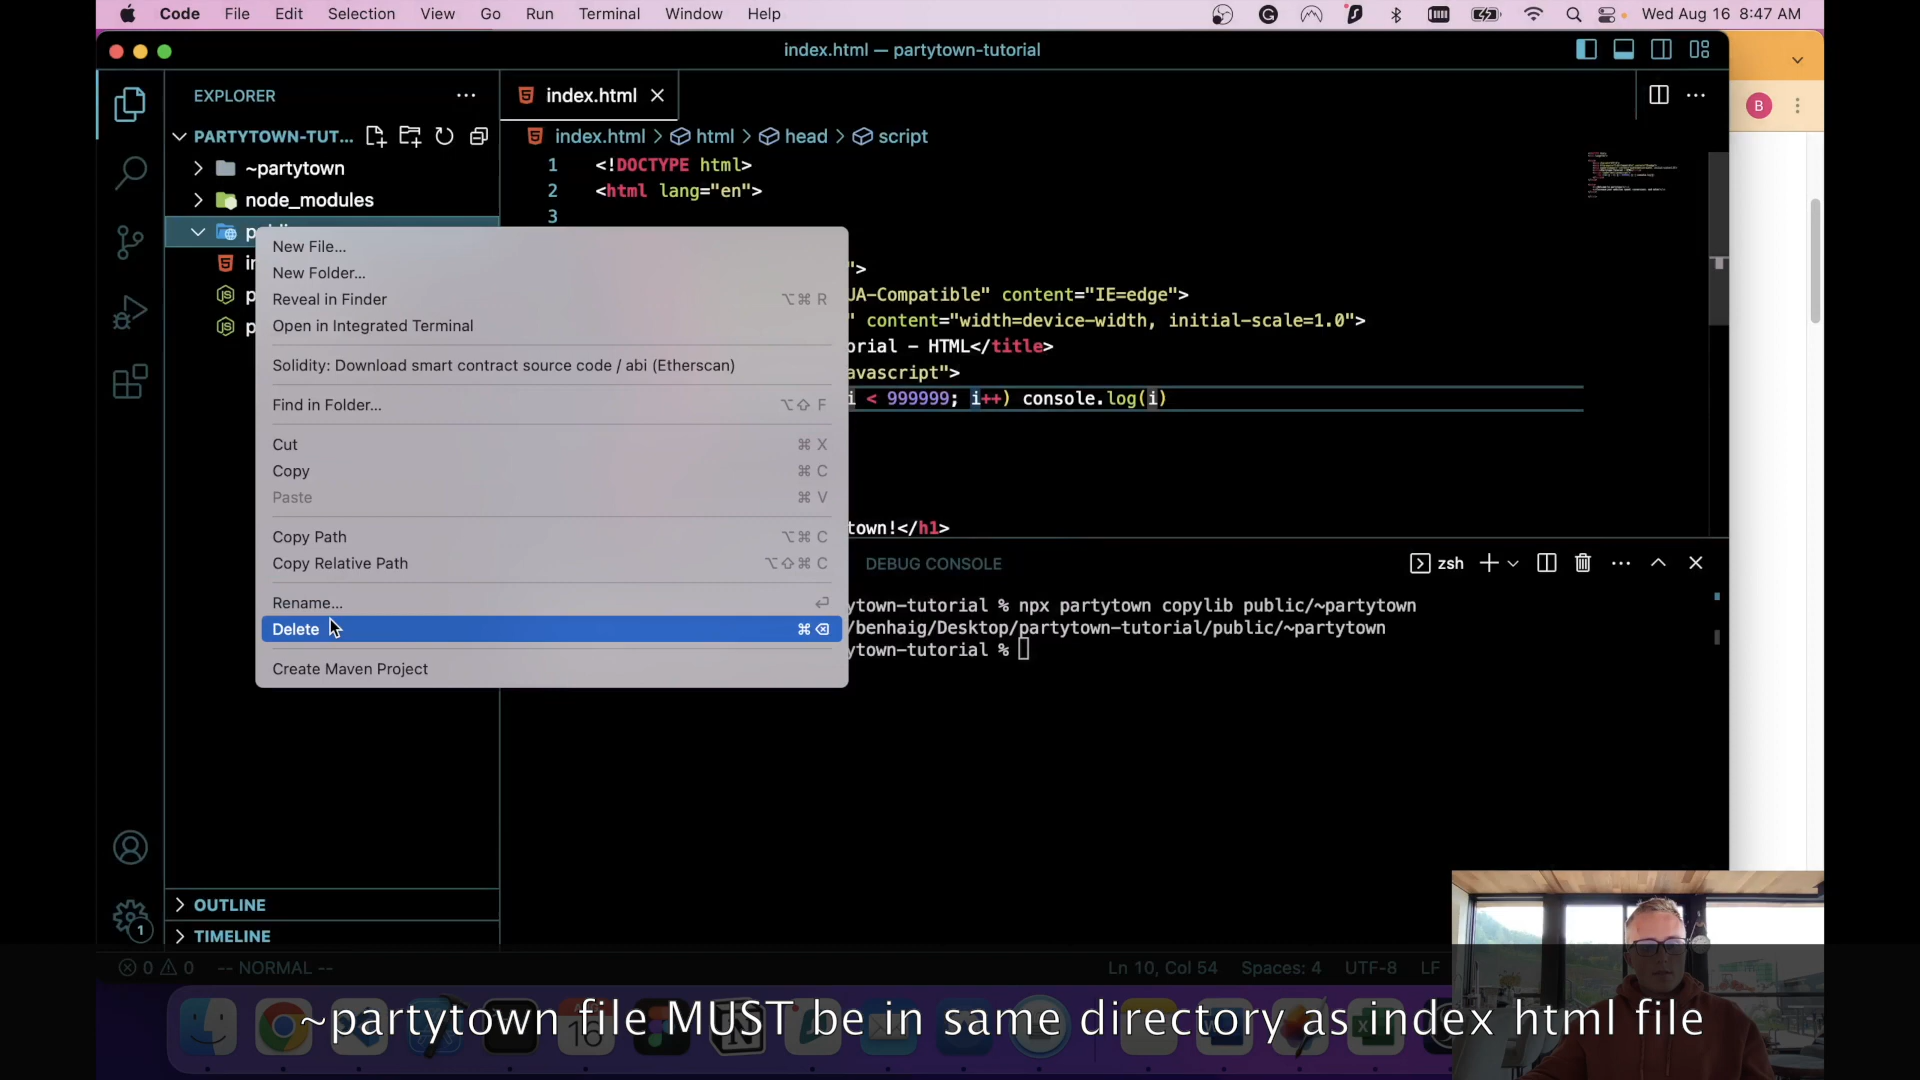 Code File Edit Selection View Go Run Terminal Window Help Wed Aug 16 8:47 AM
index.html — partytown-tutorial
EXPLORER
index.html
B
PARTYTOWN-TUT...
index.html > html > head > script
~partytown
node_modules
1 <!DOCTYPE html>
2 <html lang="en">
3
">
UA-Compatible" content="IE=edge">
" content="width=device-width, initial-scale=1.0">
orial – HTML</title>
avascript">
i < 999999; i++) console.log(i)
town!</h1>
New File...
New Folder...
Reveal in Finder ⌥⌘ R
Open in Integrated Terminal
Solidity: Download smart contract source code / abi (Etherscan)
Find in Folder... ⌥⇧ F
Cut ⌘ X
Copy ⌘ C
Paste ⌘ V
Copy Path ⌥⌘ C
Copy Relative Path ⌥⇧⌘ C
Rename... ⏎
Delete ⌘ ⌫
Create Maven Project
DEBUG CONSOLE
zsh
ytown-tutorial % npx partytown copylib public/~partytown
/benhaig/Desktop/partytown-tutorial/public/~partytown
ytown-tutorial %
OUTLINE
TIMELINE
1
0 0 -- NORMAL -- Ln 10, Col 54 Spaces: 4 UTF-8 LF
~partytown file MUST be in same directory as index html file